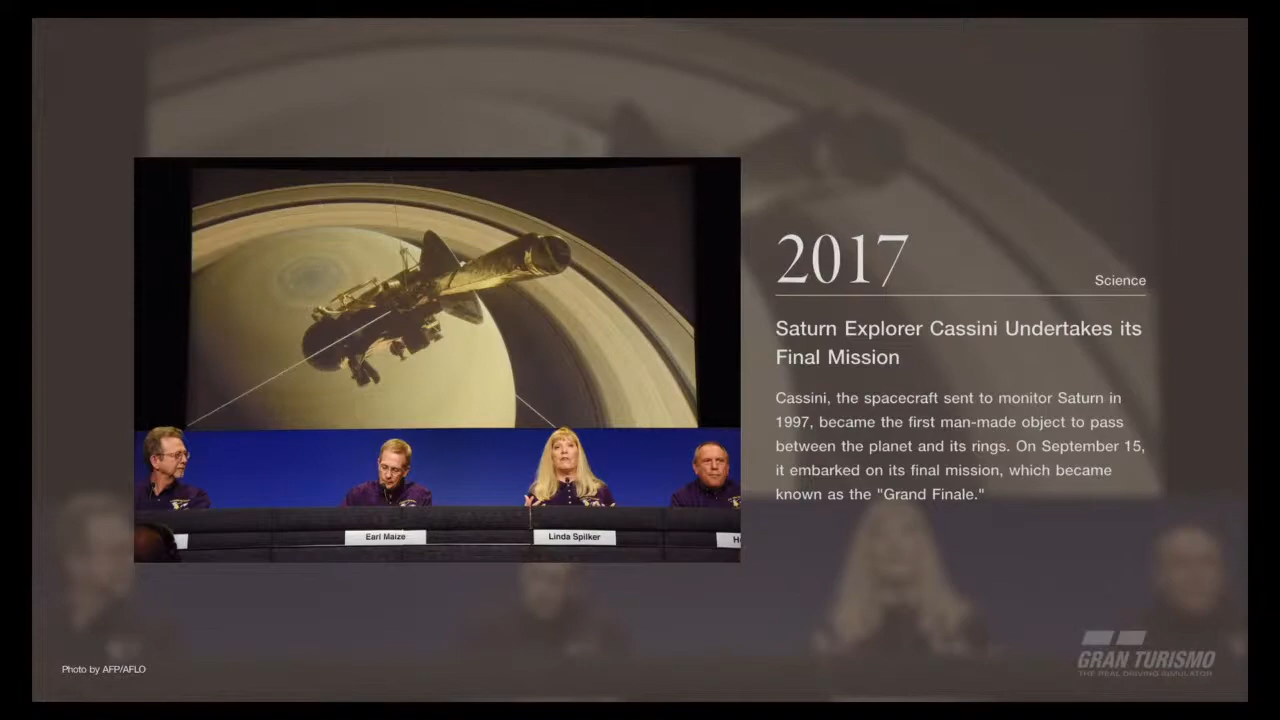 2017
Science
Saturn Explorer Cassini Undertakes its
Final Mission
Cassini, the spacecraft sent to monitor Saturn in
1997, became the first man-made object to pass
between the planet and its rings. On September 15,
it embarked on its final mission, which became
known as the "Grand Finale."
Earl Maize
Linda Spilker
H
Photo by AFP/AFLO
GRAN TURISMO
THE REAL DRIVING SIMULATOR